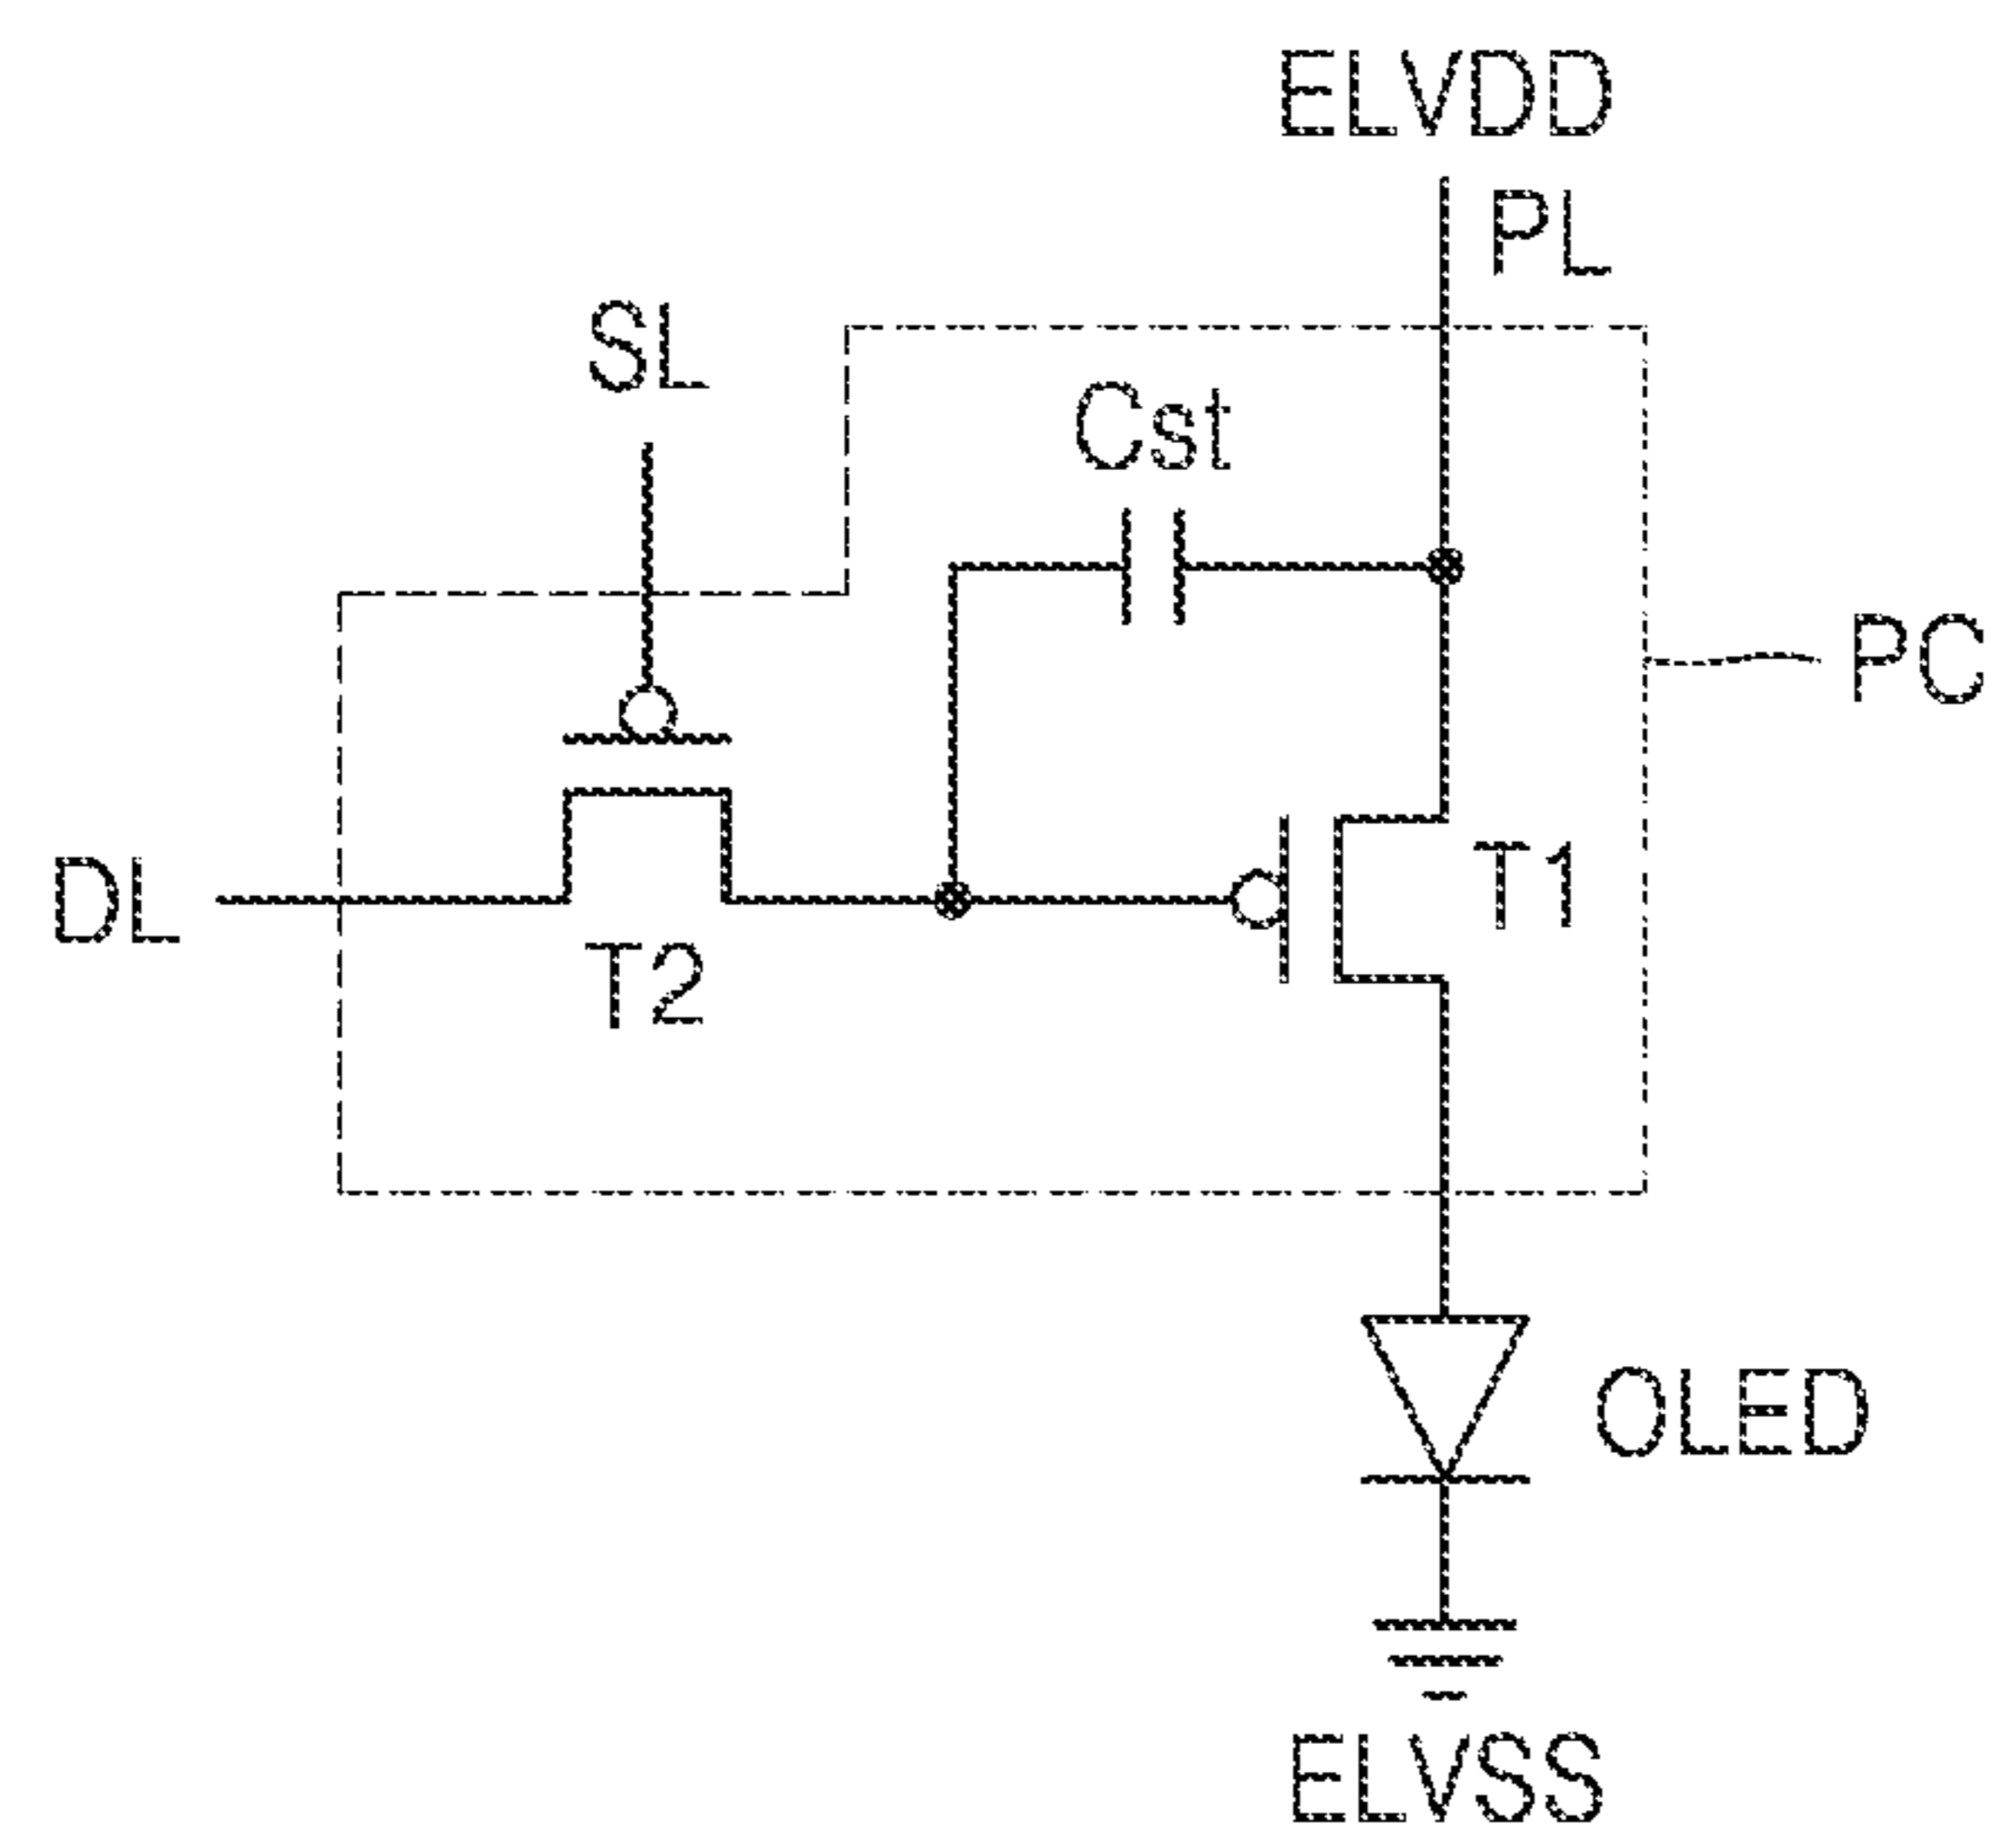 ELVDD
PL
SL
Cst
PC
DL
T1
T2
OLED
ELVSS